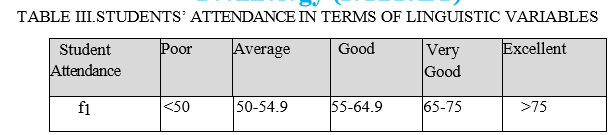 TABLE III.STUDENTS' ATTENDANCE IN TERMS OF LINGUISTIC VARIABLES
Student Attendance Poor Average Good Very Good Excellent
f1 <50 50-54.9 55-64.9 65-75 >75